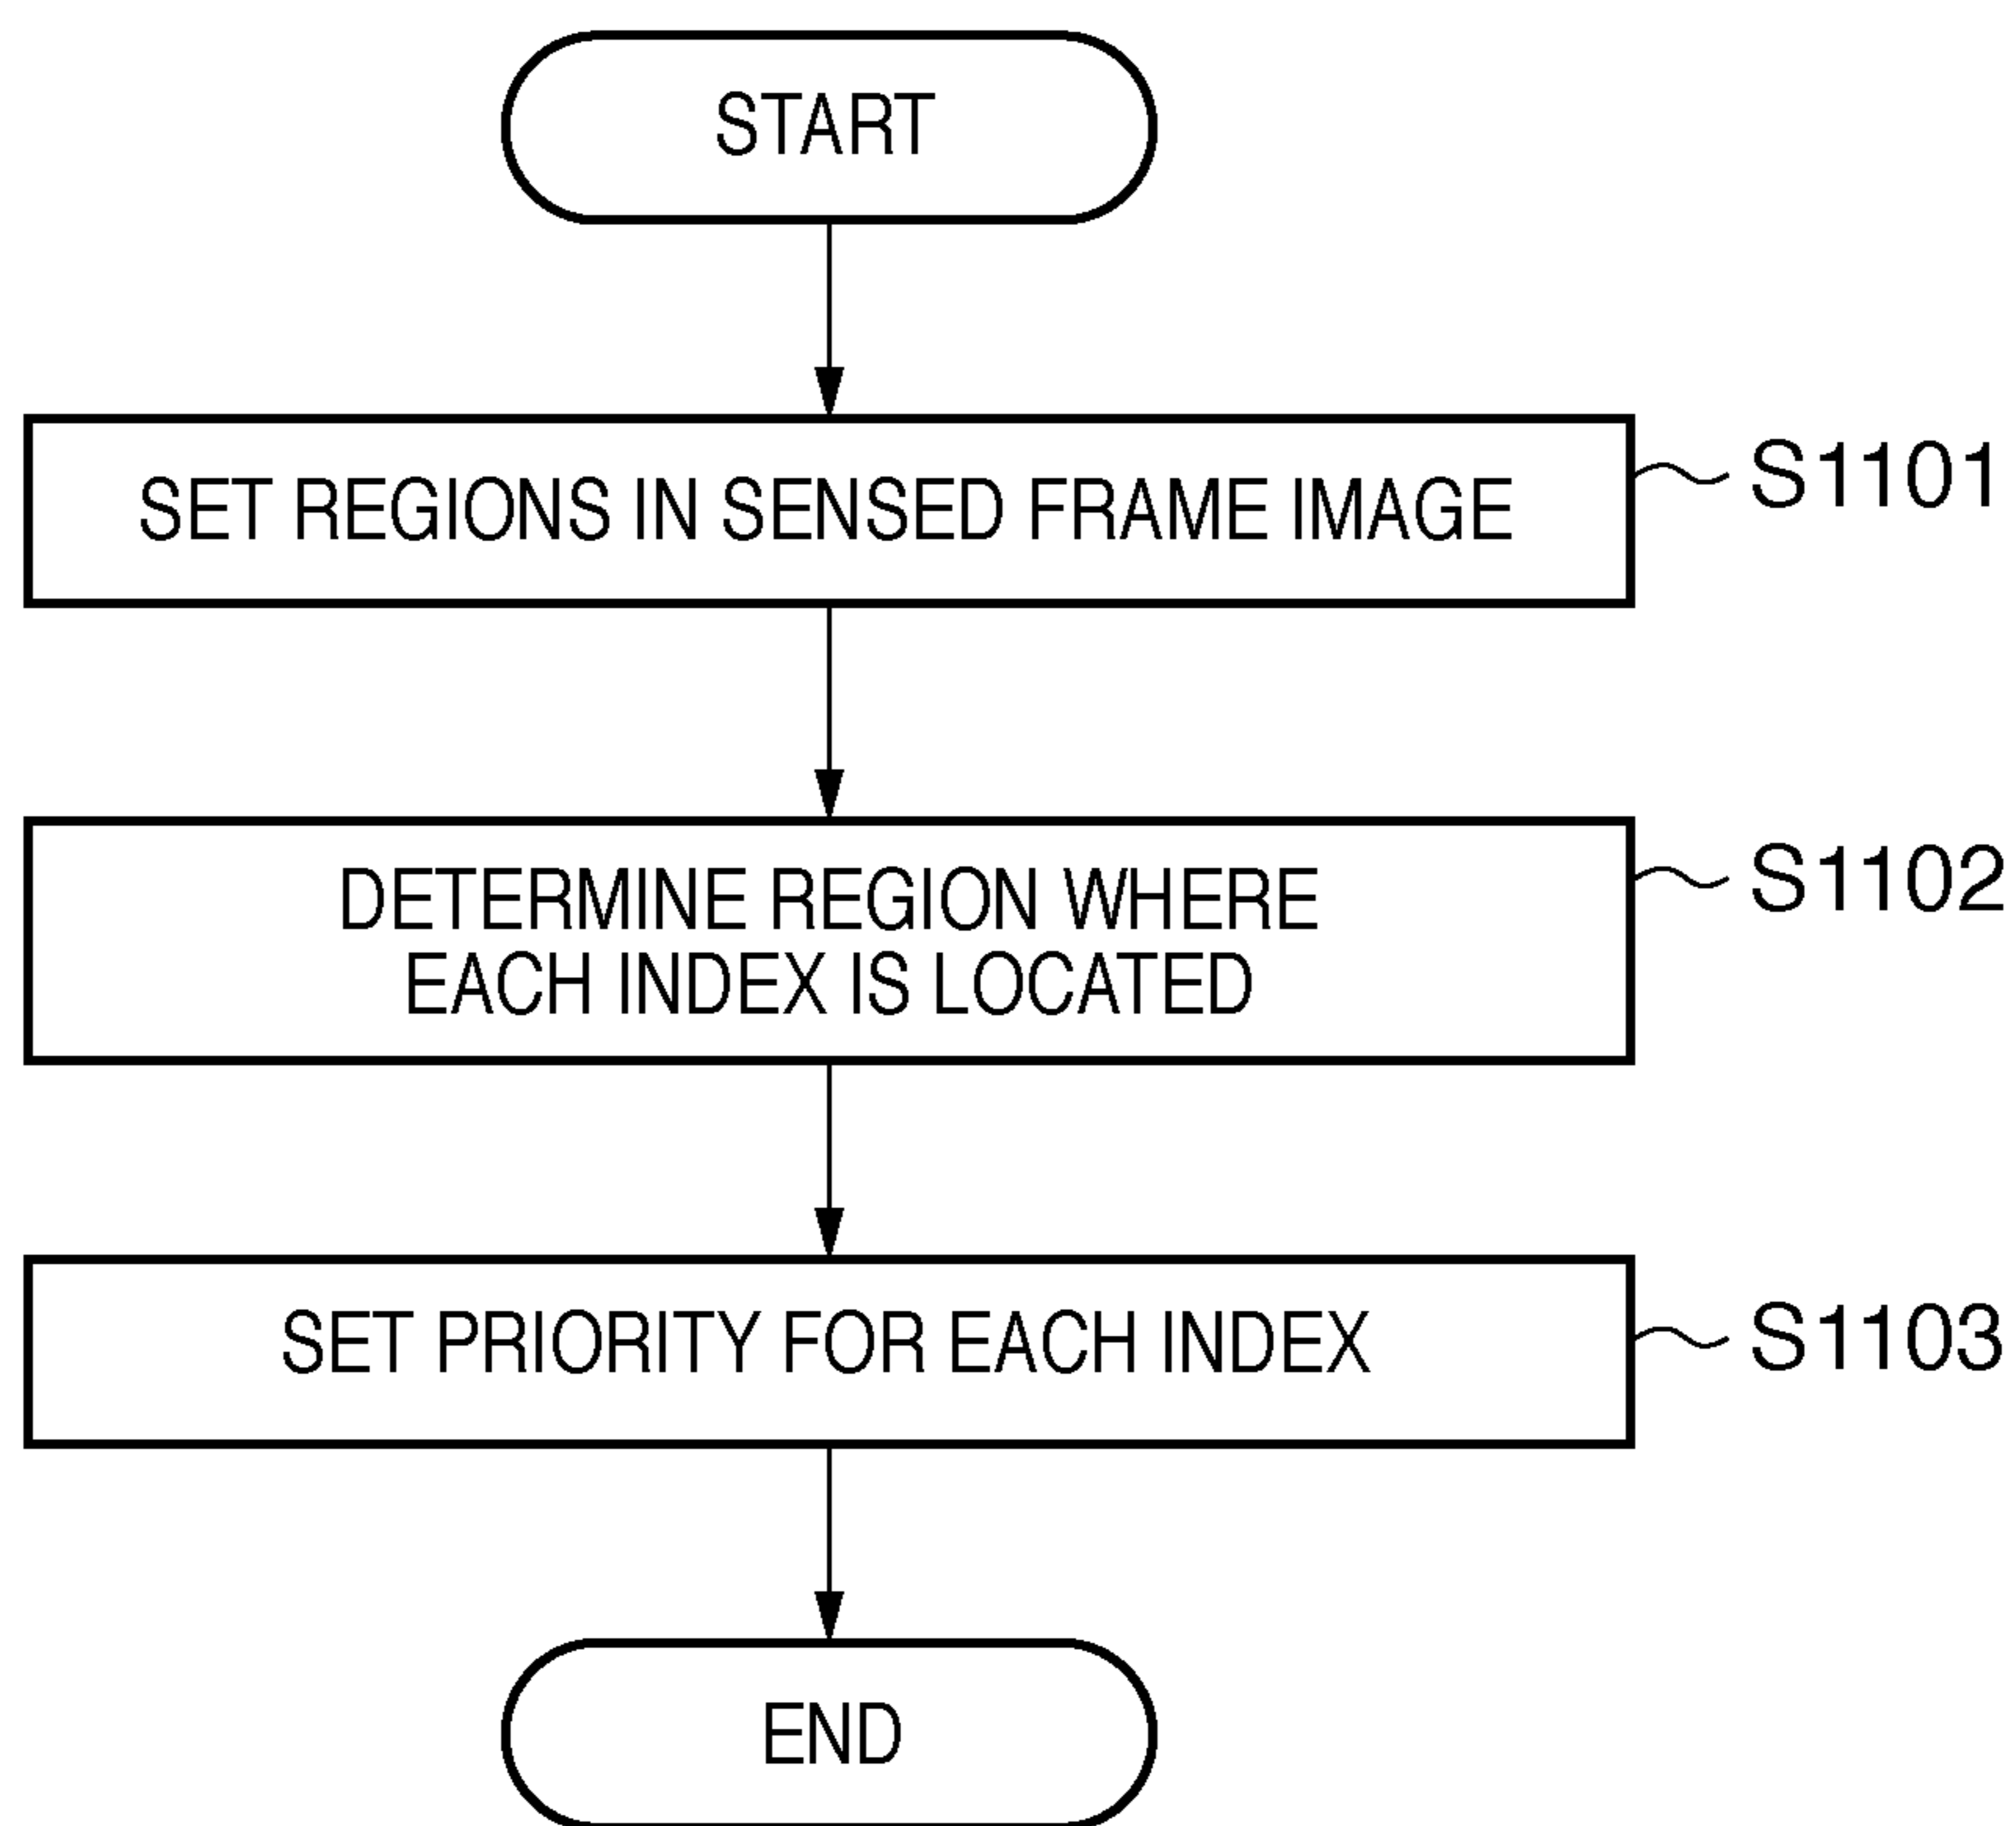 START
SET REGIONS IN SENSED FRAME IMAGE
S1101
DETERMINE REGION WHERE
EACH INDEX IS LOCATED
S1102
SET PRIORITY FOR EACH INDEX
S1103
END